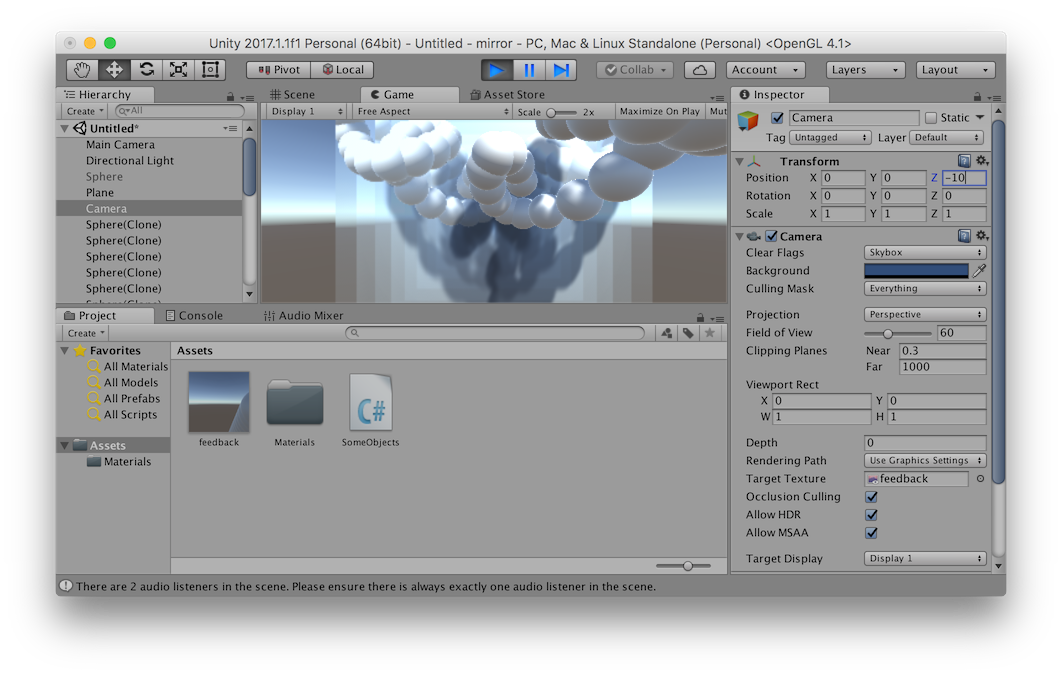 Unity 2017.1.1f1 Personal (64bit) - Untitled - mirror - PC, Mac & Linux Standalone (Personal) <OpenGL 4.1>
Pivot Local Collab Account Layers Layout
Hierarchy
Create All
Untitled*
Main Camera
Directional Light
Sphere
Plane
Camera
Sphere(Clone)
Sphere(Clone)
Sphere(Clone)
Sphere(Clone)
Sphere(Clone)
Sphere(Clone)
Scene Game Asset Store
Display 1 Free Aspect Scale 2x Maximize On Play Mut
Inspector
Camera Static
Tag Untagged Layer Default
Transform
Position X 0 Y 0 Z -10
Rotation X 0 Y 0 Z 0
Scale X 1 Y 1 Z 1
Camera
Clear Flags Skybox
Background
Culling Mask Everything
Projection Perspective
Field of View 60
Clipping Planes Near 0.3
Far 1000
Viewport Rect
X 0 Y 0
W 1 H 1
Depth 0
Rendering Path Use Graphics Settings
Target Texture feedback
Occlusion Culling
Allow HDR
Allow MSAA
Target Display Display 1
Project Console Audio Mixer
Create
Favorites
All Materials
All Models
All Prefabs
All Scripts
Assets
Materials
Assets
C#
feedback Materials SomeObjects
There are 2 audio listeners in the scene. Please ensure there is always exactly one audio listener in the scene.